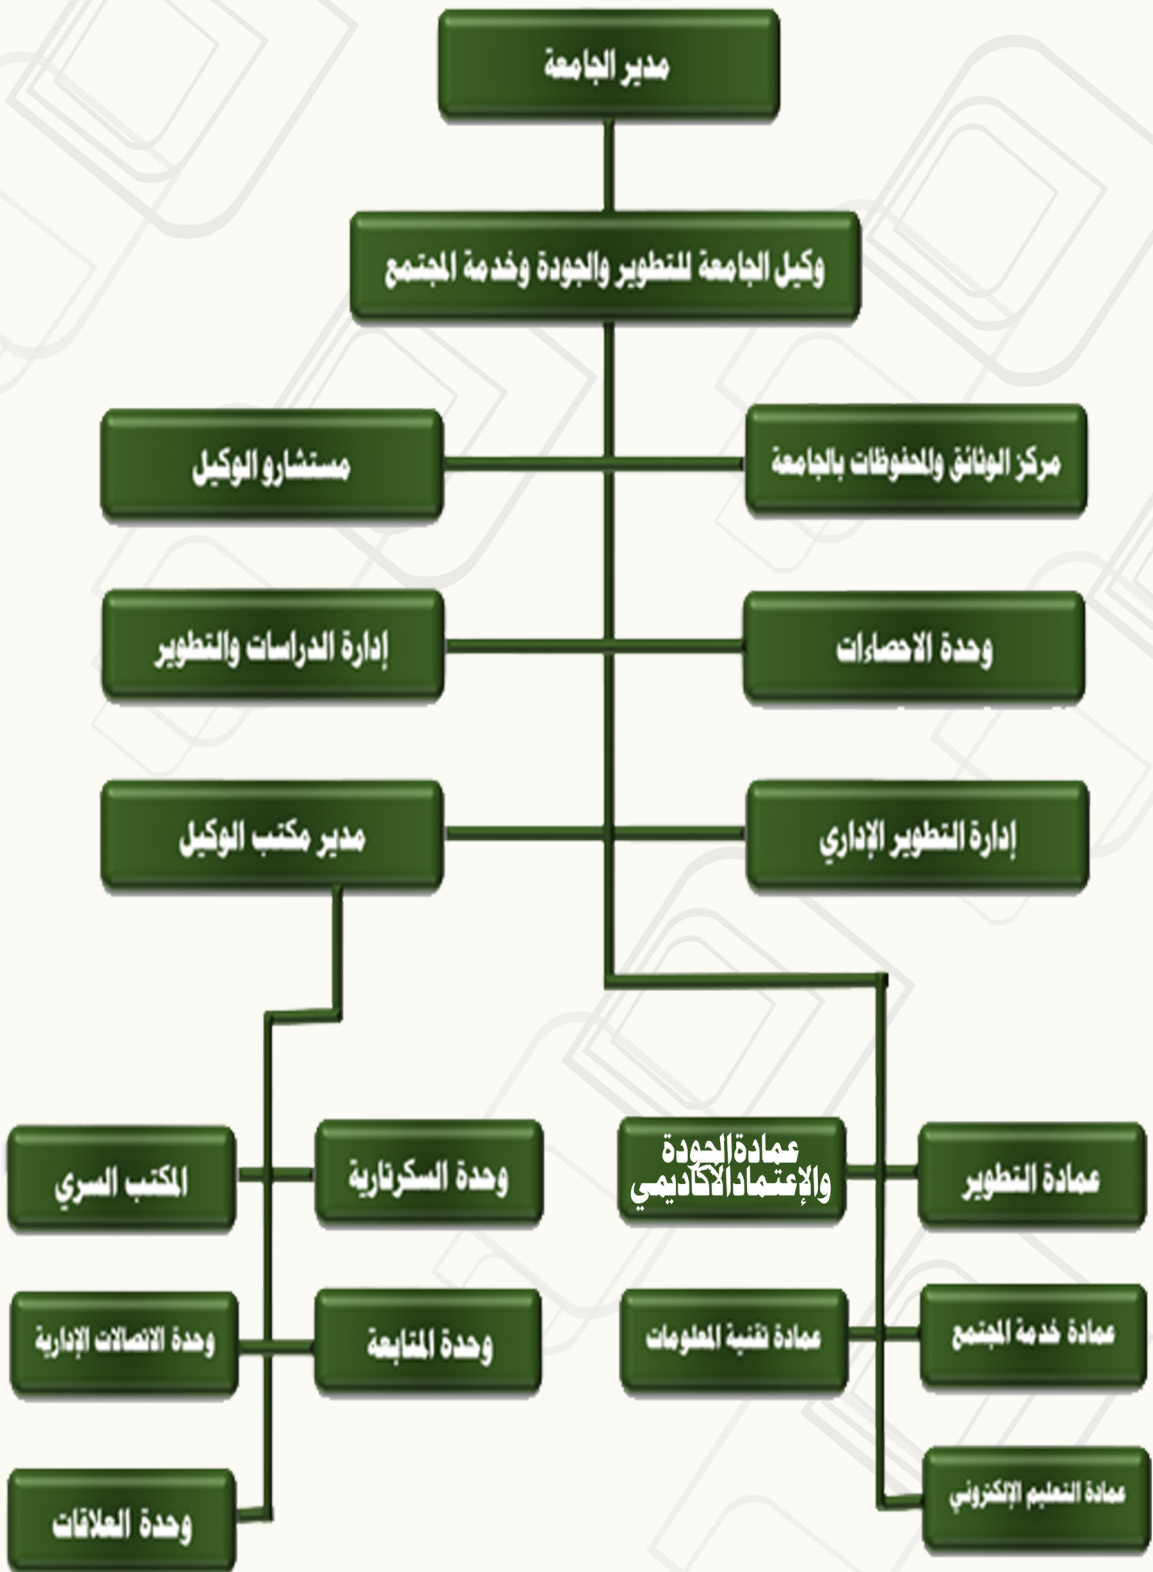 مدير الجامعة
وكيل الجامعة للتطوير والجودة وخدمة المجتمع
مركز الوثائق والمحفوظات بالجامعة
مستشارو الوكيل
وحدة الاحصاءات
إدارة الدراسات والتطوير
إدارة التطوير الإداري
مدير مكتب الوكيل
عمادة التطوير
عمادة الجودة
والإعتماد الاكاديمي
وحدة السكرتارية
المكتب السري
عمادة خدمة المجتمع
عمادة تقنية المعلومات
وحدة المتابعة
وحدة الاتصالات الإدارية
عمادة التعليم الإلكتروني
وحدة العلاقات